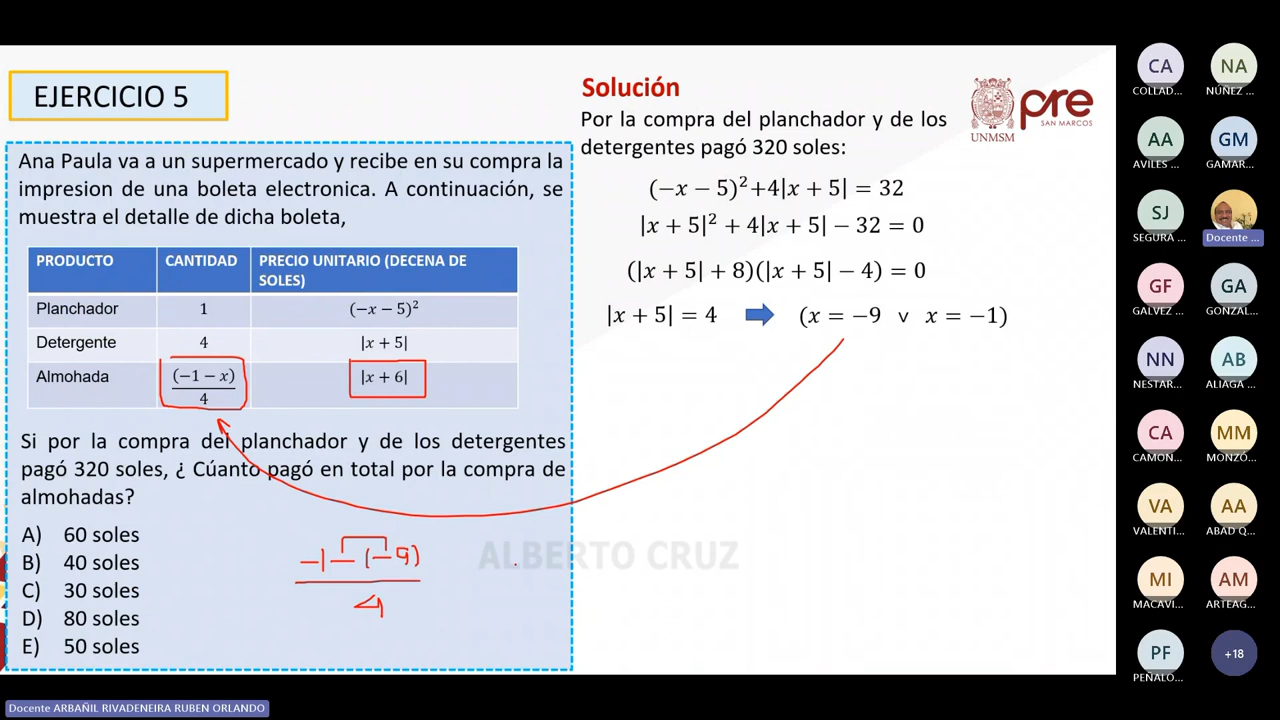 EJERCICIO 5
Ana Paula va a un supermercado y recibe en su compra la
impresion de una boleta electronica. A continuación, se
muestra el detalle de dicha boleta,
PRODUCTO CANTIDAD PRECIO UNITARIO (DECENA DE
SOLES)
Planchador 1 (−x − 5)²
Detergente 4 |x + 5|
Almohada (−1 − x)/4 |x + 6|
Si por la compra del planchador y de los detergentes
pagó 320 soles, ¿ Cúanto pagó en total por la compra de
almohadas?
A) 60 soles
B) 40 soles
C) 30 soles
D) 80 soles
E) 50 soles
−1 − (−9)
4
ALBERTO CRUZ
Solución
Por la compra del planchador y de los
detergentes pagó 320 soles:
(−x − 5)²+4|x + 5| = 32
|x + 5|² + 4|x + 5| − 32 = 0
(|x + 5| + 8)(|x + 5| − 4) = 0
|x + 5| = 4 (x = −9 ∨ x = −1)
UNMSM
pre
SAN MARCOS
CA NA
COLLAD... NÚÑEZ ...
AA GM
AVILES ... GAMAR...
SJ
SEGURA ... Docente ...
GF GA
GALVEZ ... GONZAL...
NN AB
NESTAR... ALIAGA ...
CA MM
CAMON... MONZÓ...
VA AA
VALENTI... ABAD Q...
MI AM
MACAVI... ARTEAG...
PF +18
PEÑALO...
Docente ARBAÑIL RIVADENEIRA RUBEN ORLANDO